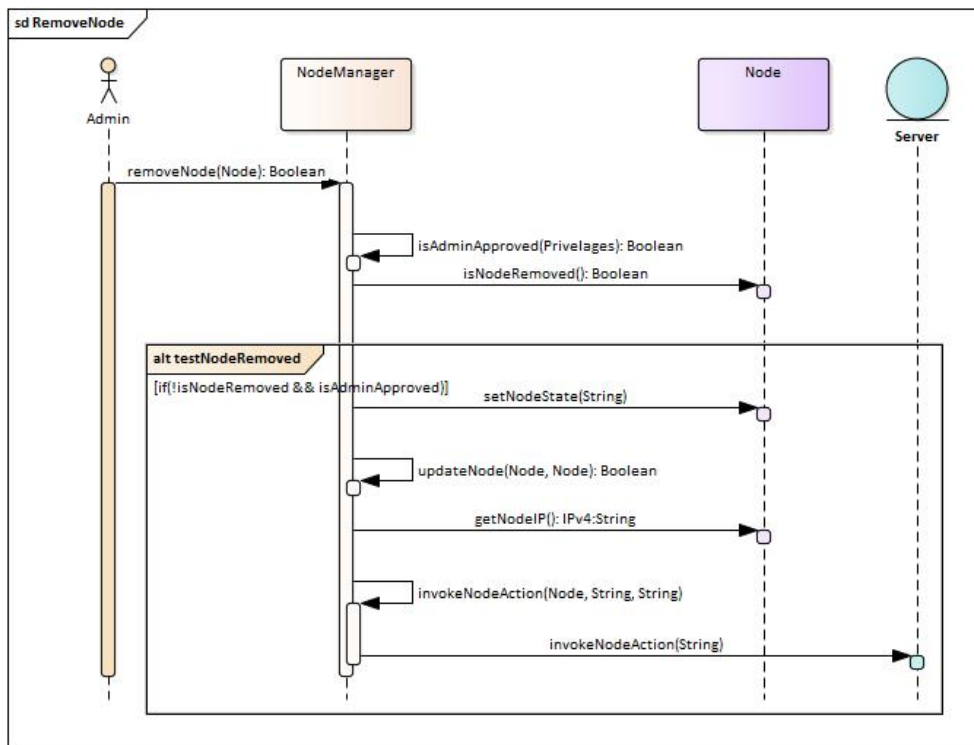 sd RemoveNode
NodeManager
Node
Admin
Server
removeNode(Node): Boolean
isAdminApproved(Privelages): Boolean
isNodeRemoved(): Boolean
alt testNodeRemoved
[if(!isNodeRemoved && isAdminApproved)]
setNodeState(String)
updateNode(Node, Node): Boolean
getNodeIP(): IPv4:String
invokeNodeAction(Node, String, String)
invokeNodeAction(String)